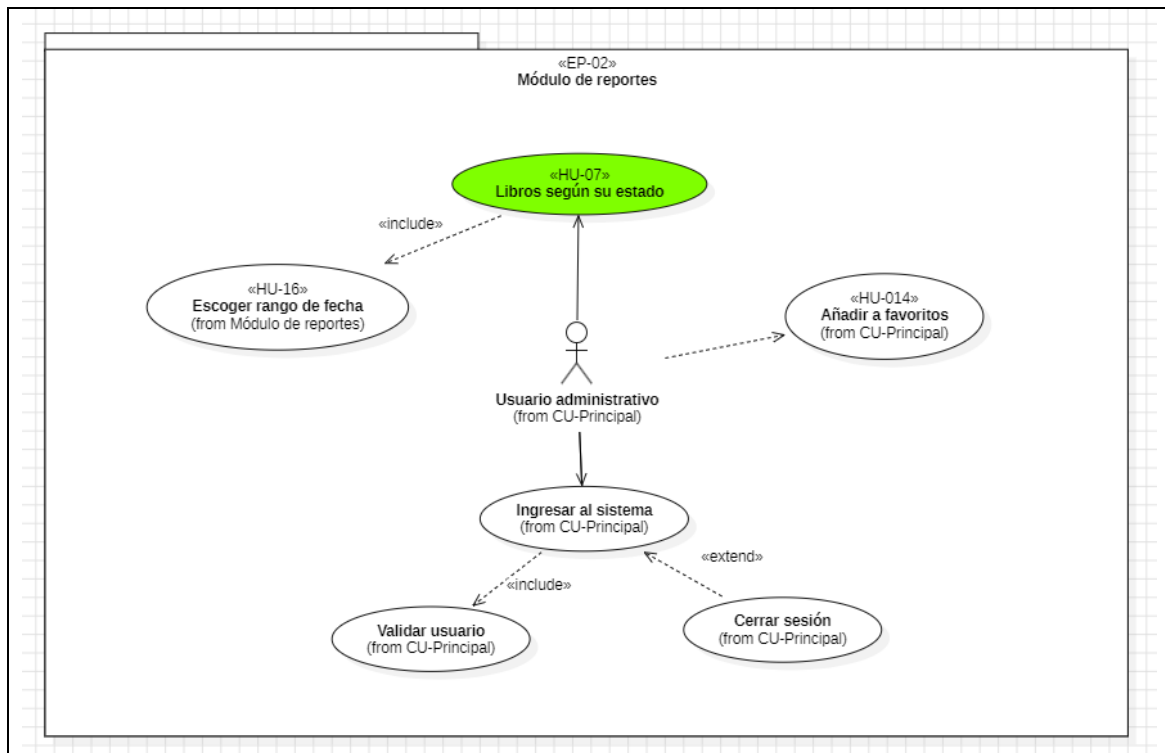 «EP-02»
Módulo de reportes
«HU-07»
Libros según su estado
«include»
«HU-16»
Escoger rango de fecha
(from Módulo de reportes)
«HU-014»
Añadir a favoritos
(from CU-Principal)
Usuario administrativo
(from CU-Principal)
Ingresar al sistema
(from CU-Principal)
«include»
«extend»
Validar usuario
(from CU-Principal)
Cerrar sesión
(from CU-Principal)